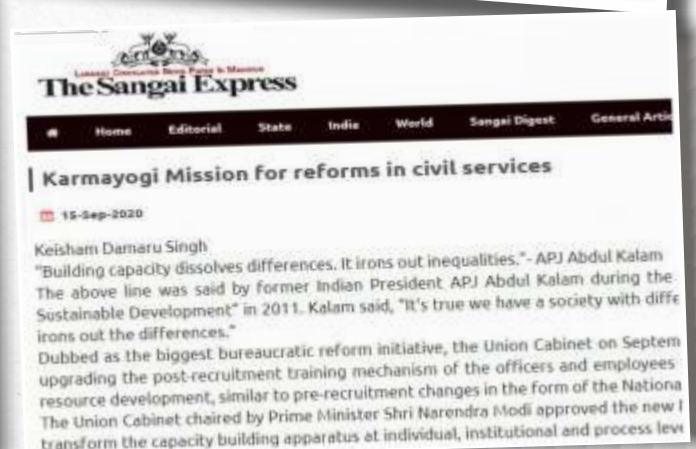 Largest Circulated News Paper In Manipur
The Sangai Express
Home Editorial State India World Sangai Digest General
Karmayogi Mission for reforms in civil services
15-Sep-2020
Keisham Damaru Singh
"Building capacity dissolves differences. It irons out inequalities."- APJ Abdul Kalam
The above line was said by former Indian President APJ Abdul Kalam during the
Sustainable Development" in 2011. Kalam said, "It's true we have a society with
irons out the differences."
Dubbed as the biggest bureaucratic reform initiative, the Union Cabinet on
upgrading the post-recruitment training mechanism of the officers and employees
resource development, similar to pre-recruitment changes in the form of the
The Union Cabinet chaired by Prime Minister Shri Narendra Modi approved the new
transform the capacity building apparatus at individual, institutional and process